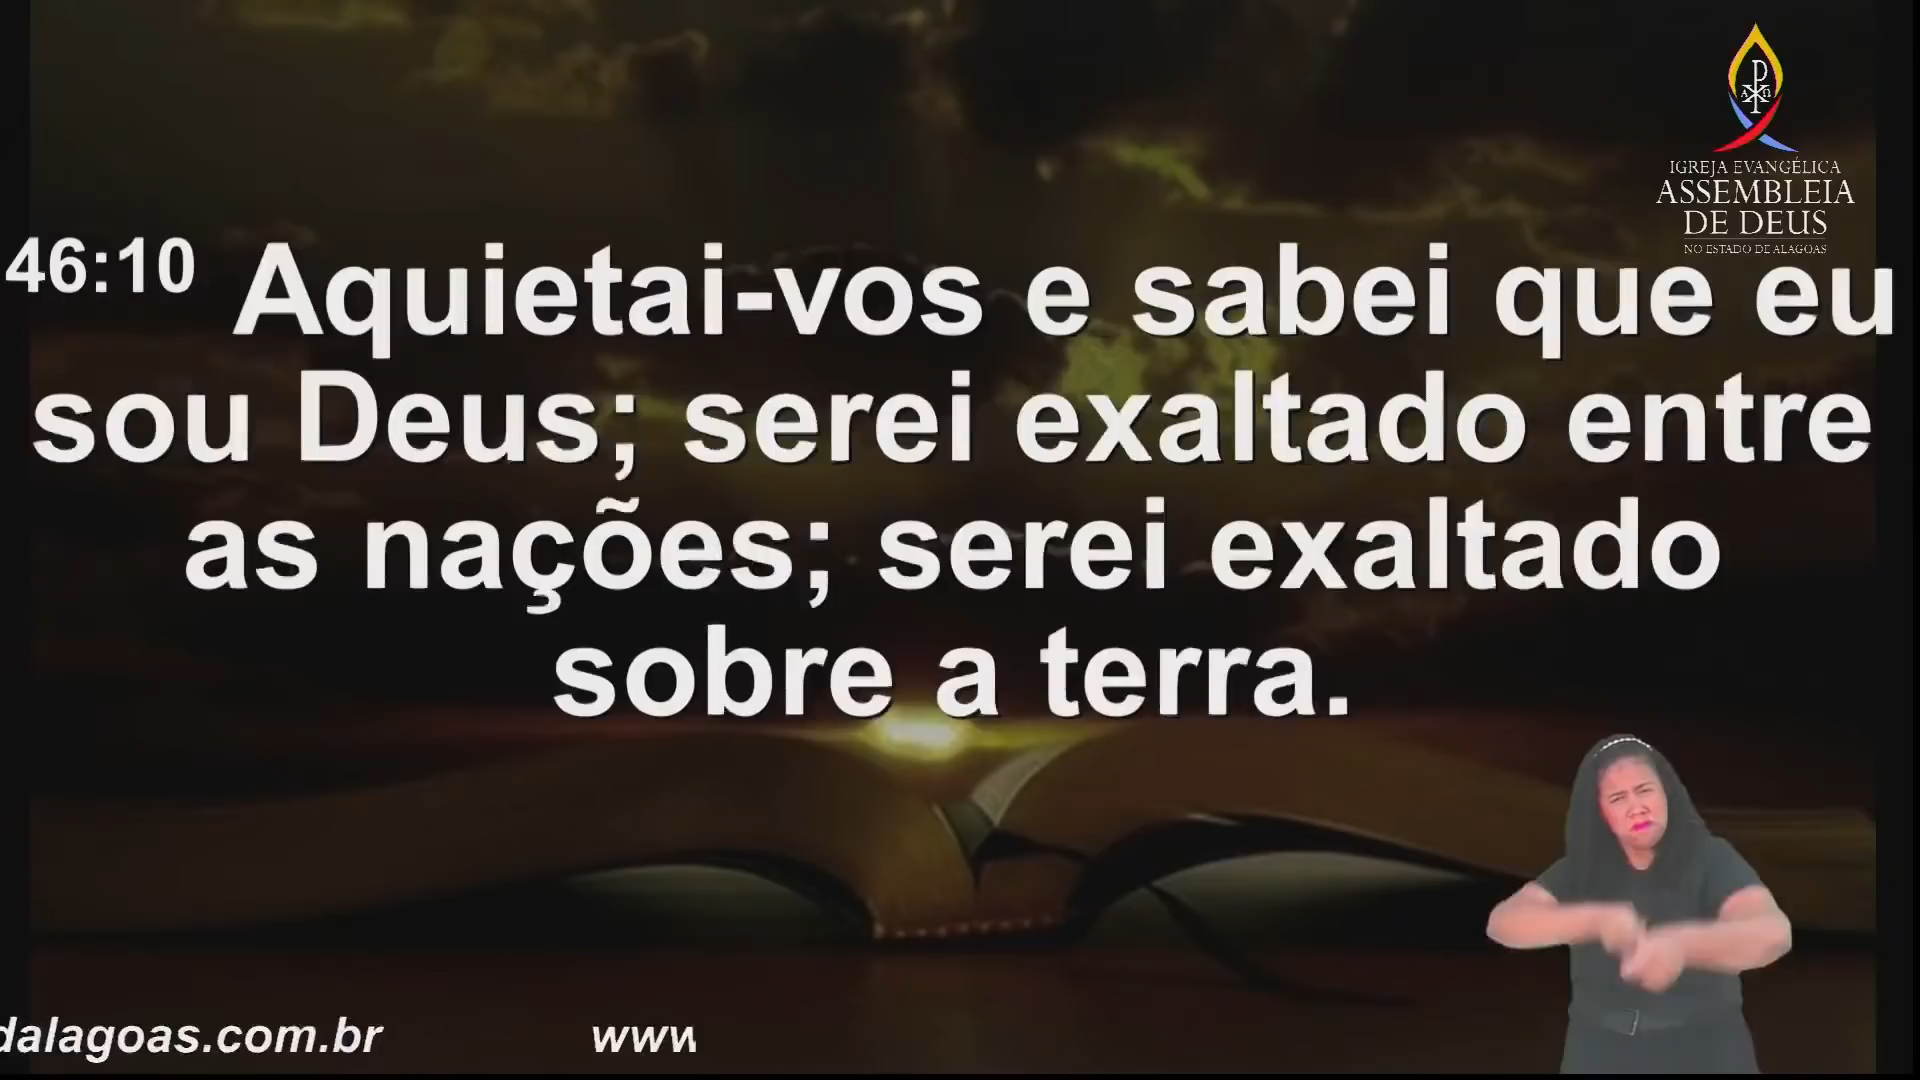 IGREJA EVANGÉLICA
ASSEMBLEIA
DE DEUS
NO ESTADO DE ALAGOAS
46:10 Aquietai-vos e sabei que eu
sou Deus; serei exaltado entre
as nações; serei exaltado
sobre a terra.
dalagoas.com.br www